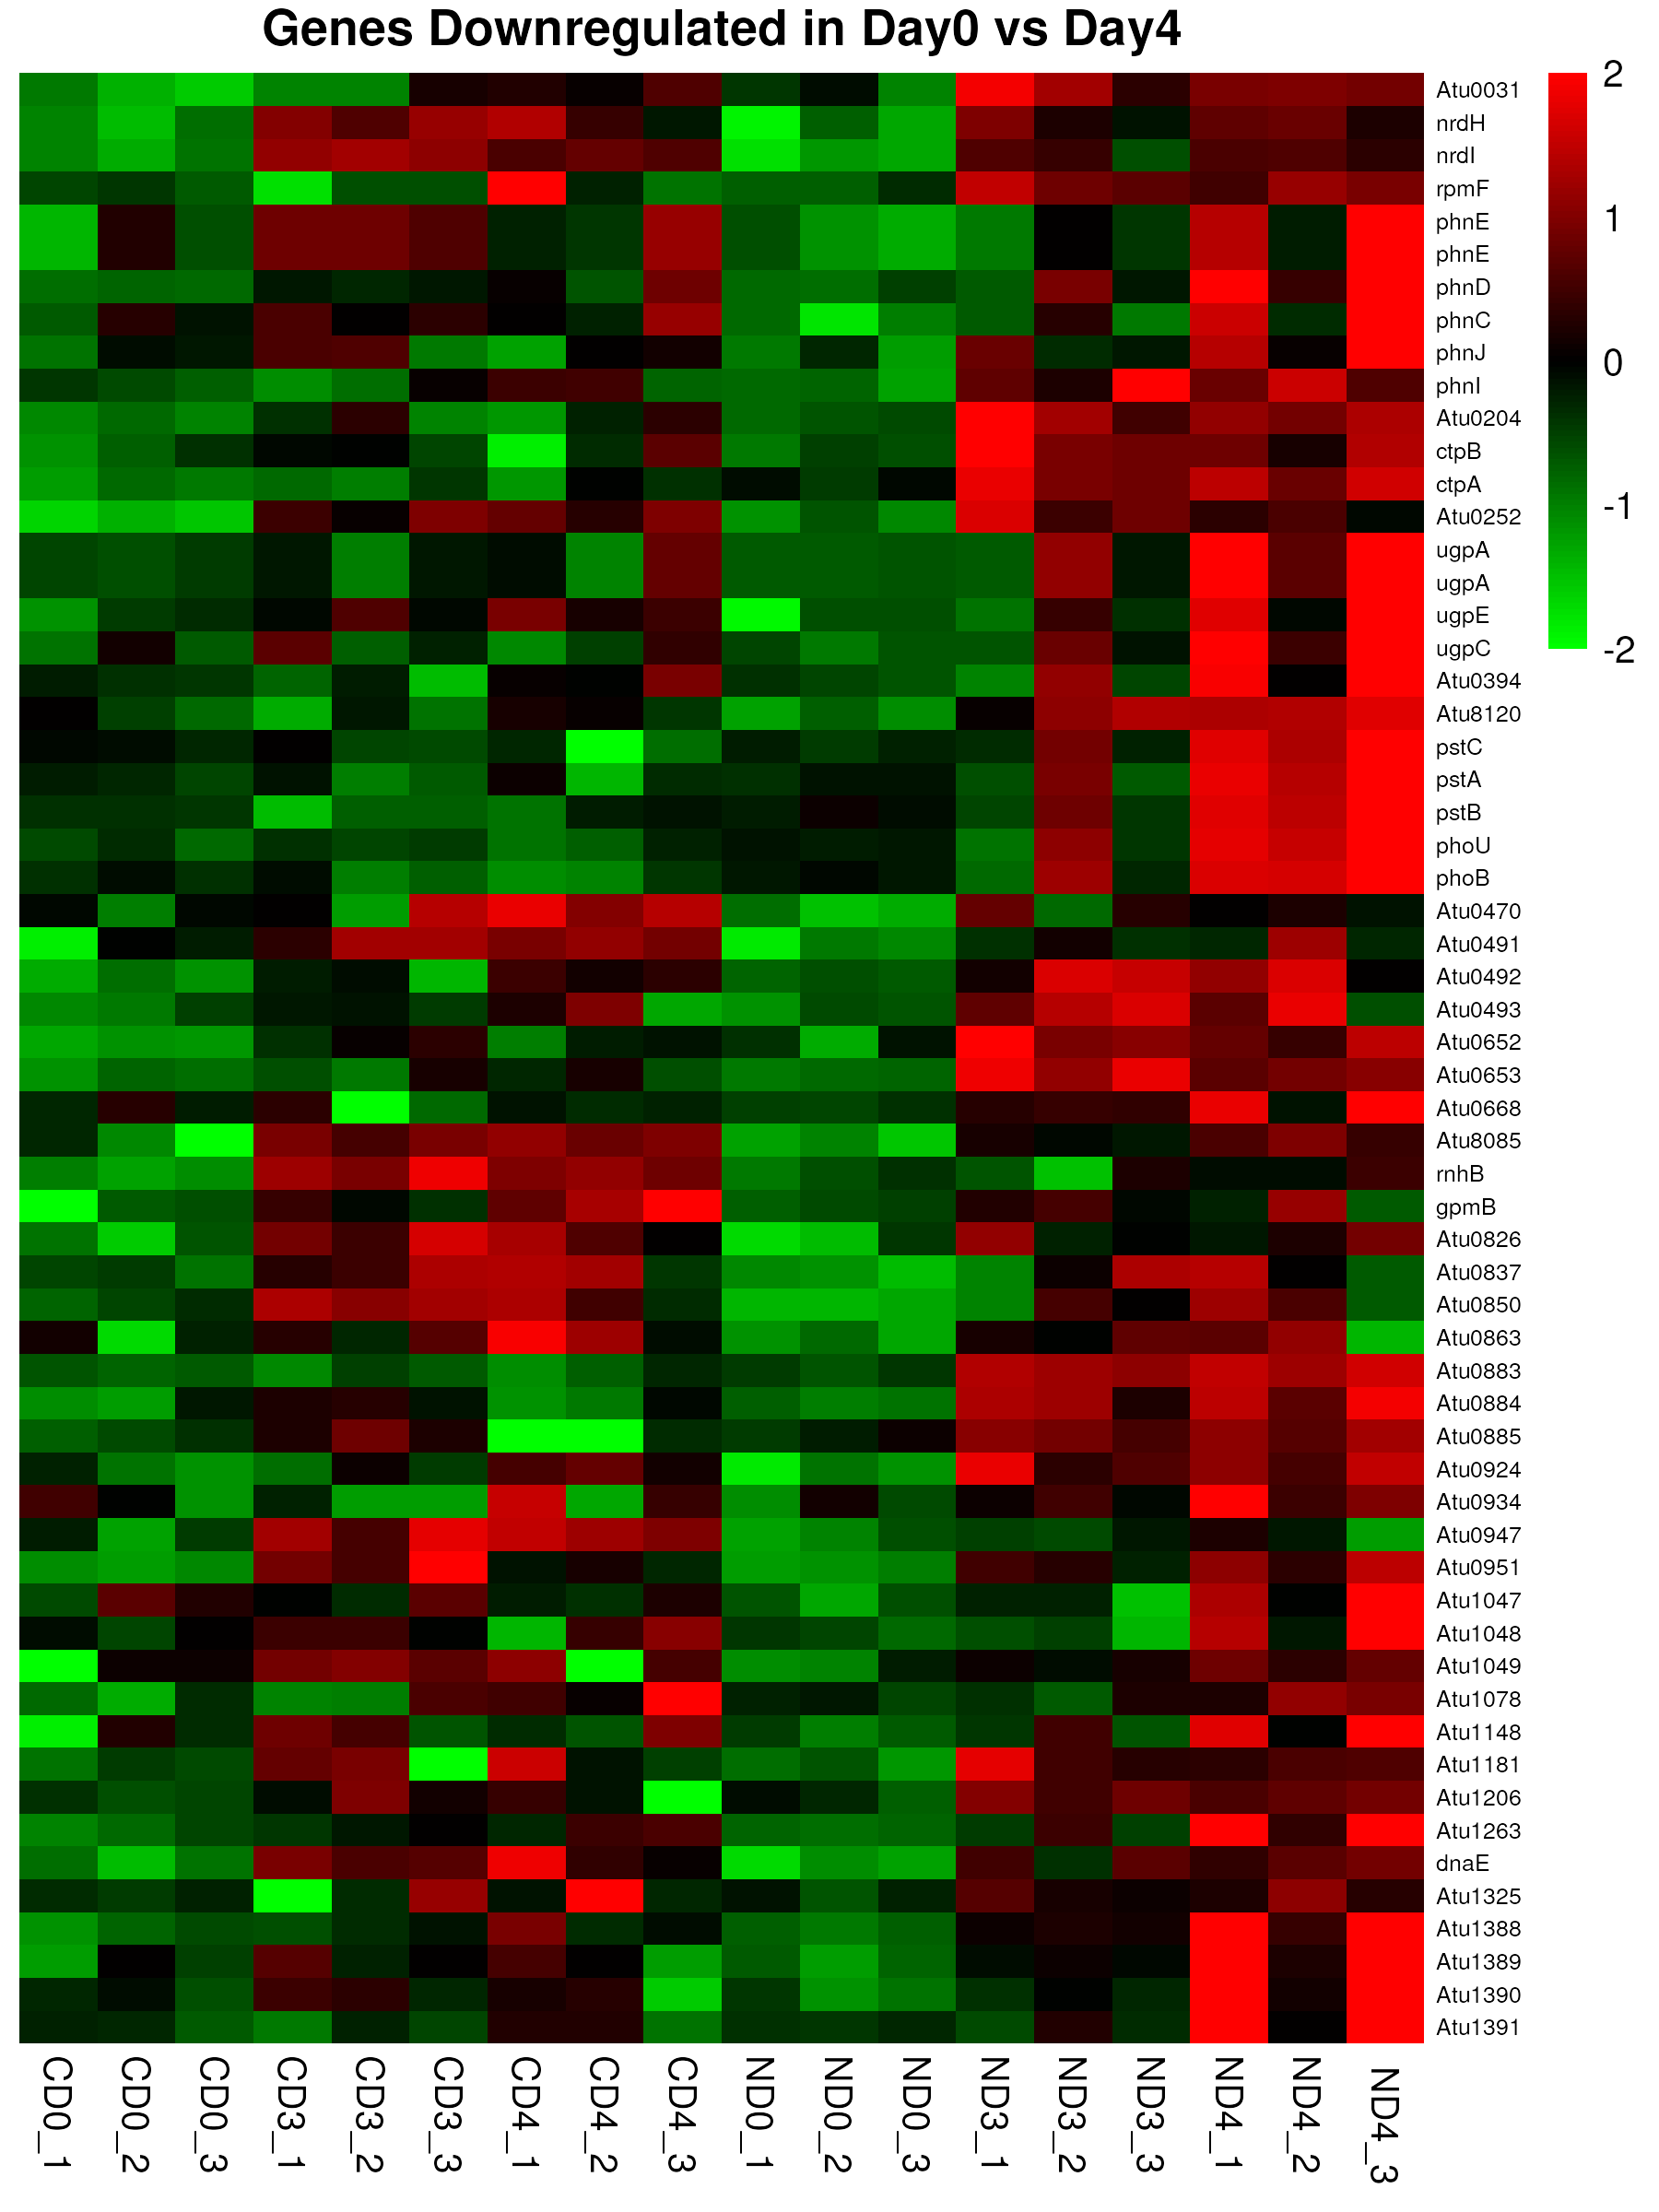 Genes Downregulated in Day0 vs Day4
Atu0031
nrdH
nrdI
rpmF
phnE
phnE
phnD
phnC
phnJ
phnI
Atu0204
ctpB
ctpA
Atu0252
ugpA
ugpA
ugpE
ugpC
Atu0394
Atu8120
pstC
pstA
pstB
phoU
phoB
Atu0470
Atu0491
Atu0492
Atu0493
Atu0652
Atu0653
Atu0668
Atu8085
rnhB
gpmB
Atu0826
Atu0837
Atu0850
Atu0863
Atu0883
Atu0884
Atu0885
Atu0924
Atu0934
Atu0947
Atu0951
Atu1047
Atu1048
Atu1049
Atu1078
Atu1148
Atu1181
Atu1206
Atu1263
dnaE
Atu1325
Atu1388
Atu1389
Atu1390
Atu1391
2
1
0
-1
-2
CD0_1
CD0_2
CD0_3
CD3_1
CD3_2
CD3_3
CD4_1
CD4_2
CD4_3
ND0_1
ND0_2
ND0_3
ND3_1
ND3_2
ND3_3
ND4_1
ND4_2
ND4_3